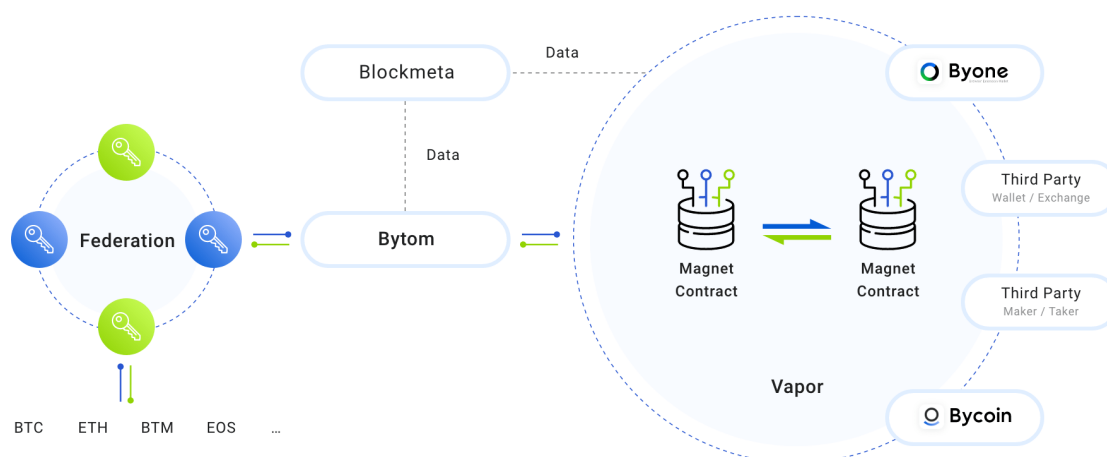 Data
Blockmeta
Byone
Data
Third Party
Wallet / Exchange
Federation
Bytom
Magnet
Contract
Magnet
Contract
Third Party
Maker / Taker
Vapor
Bycoin
BTC ETH BTM EOS ...